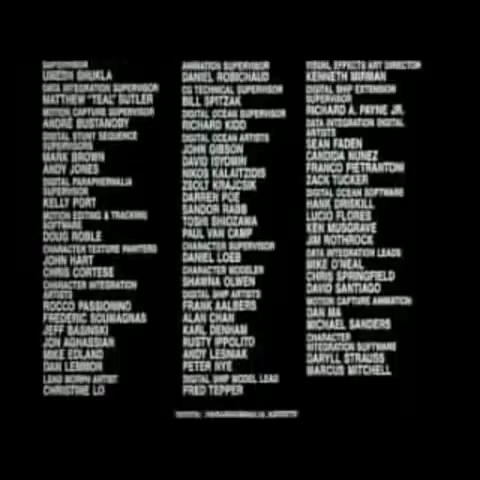 SUPERVISOR
UMESH SHUKLA
DATA INTEGRATION SUPERVISOR
MATTHEW "TEAL" BUTLER
MOTION CAPTURE SUPERVISOR
ANDRE BUSTANOBY
DIGITAL STUNT SEQUENCE
SUPERVISORS
MARK BROWN
ANDY JONES
DIGITAL PARAPHERNALIA
SUPERVISOR
KELLY PORT
MOTION EDITING & TRACKING
SOFTWARE
DOUG ROBLE
CHARACTER TEXTURE PAINTERS
JOHN HART
CHRIS CORTESE
CHARACTER INTEGRATION
ARTISTS
ROCCO PASSIONINO
FREDERIC SOUMAGNAS
JEFF BASINSKI
JON AGHASSIAN
MIKE EDLAND
DAN LEMMON
LEAD MORPH ARTIST
CHRISTINE LO
ANIMATION SUPERVISOR
DANIEL ROBICHAUD
CG TECHNICAL SUPERVISOR
BILL SPITZAK
DIGITAL OCEAN SUPERVISOR
RICHARD KIDD
DIGITAL OCEAN ARTISTS
JOHN GIBSON
DAVID ISYOMIN
NIKOS KALAITZIDIS
ZSOLT KRAJCSIK
DARREN POE
SANDOR RABB
TOSHI SHIOZAWA
PAUL VAN CAMP
CHARACTER SUPERVISOR
DANIEL LOEB
CHARACTER MODELER
SHAWNA OLWEN
DIGITAL SHIP ARTISTS
FRANK AALBERS
ALAN CHAN
KARL DENHAM
RUSTY IPPOLITO
ANDY LESNIAK
PETER NYE
DIGITAL SHIP MODEL LEAD
FRED TEPPER
VISUAL EFFECTS ART DIRECTOR
KENNETH MIRMAN
DIGITAL SHIP EXTENSION
SUPERVISOR
RICHARD A. PAYNE JR.
DATA INTEGRATION DIGITAL
ARTISTS
SEAN FADEN
CANDIDA NUNEZ
FRANCO PIETRANTONI
ZACK TUCKER
DIGITAL OCEAN SOFTWARE
HANK DRISKILL
LUCIO FLORES
KEN MUSGRAVE
JIM ROTHROCK
DATA INTEGRATION LEADS
MIKE O'NEAL
CHRIS SPRINGFIELD
DAVID SANTIAGO
MOTION CAPTURE ANIMATION
DAN MA
MICHAEL SANDERS
CHARACTER
INTEGRATION SOFTWARE
DARYLL STRAUSS
MARCUS MITCHELL